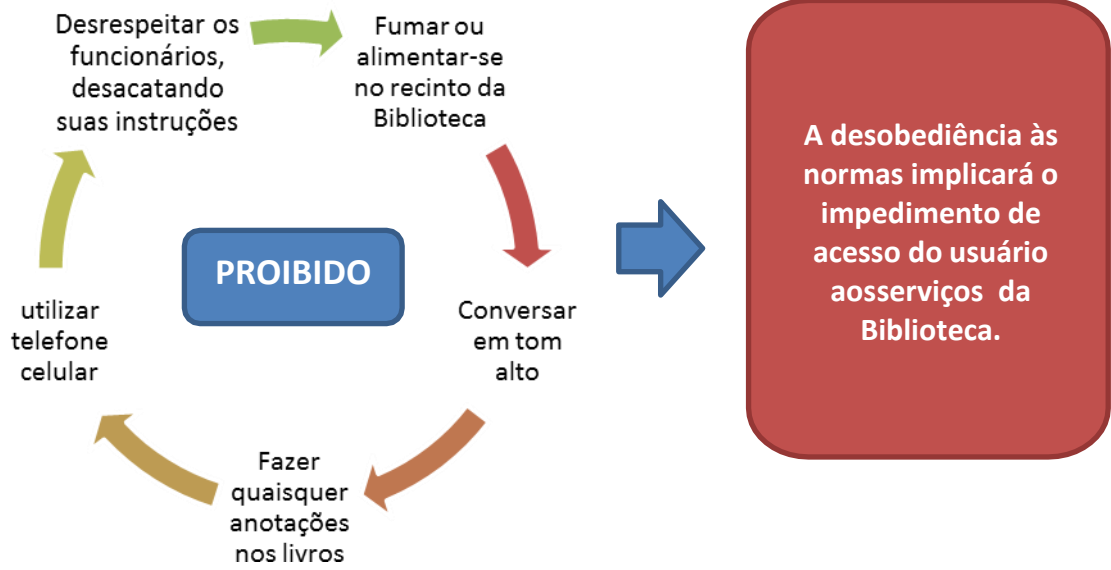 Desrespeitar os
funcionários,
desacatando
suas instruções
Fumar ou
alimentar-se
no recinto da
Biblioteca
Conversar
em tom
alto
Fazer
quaisquer
anotações
nos livros
utilizar
telefone
celular
PROIBIDO
A desobediência às
normas implicará o
impedimento de
acesso do usuário
aosserviços da
Biblioteca.